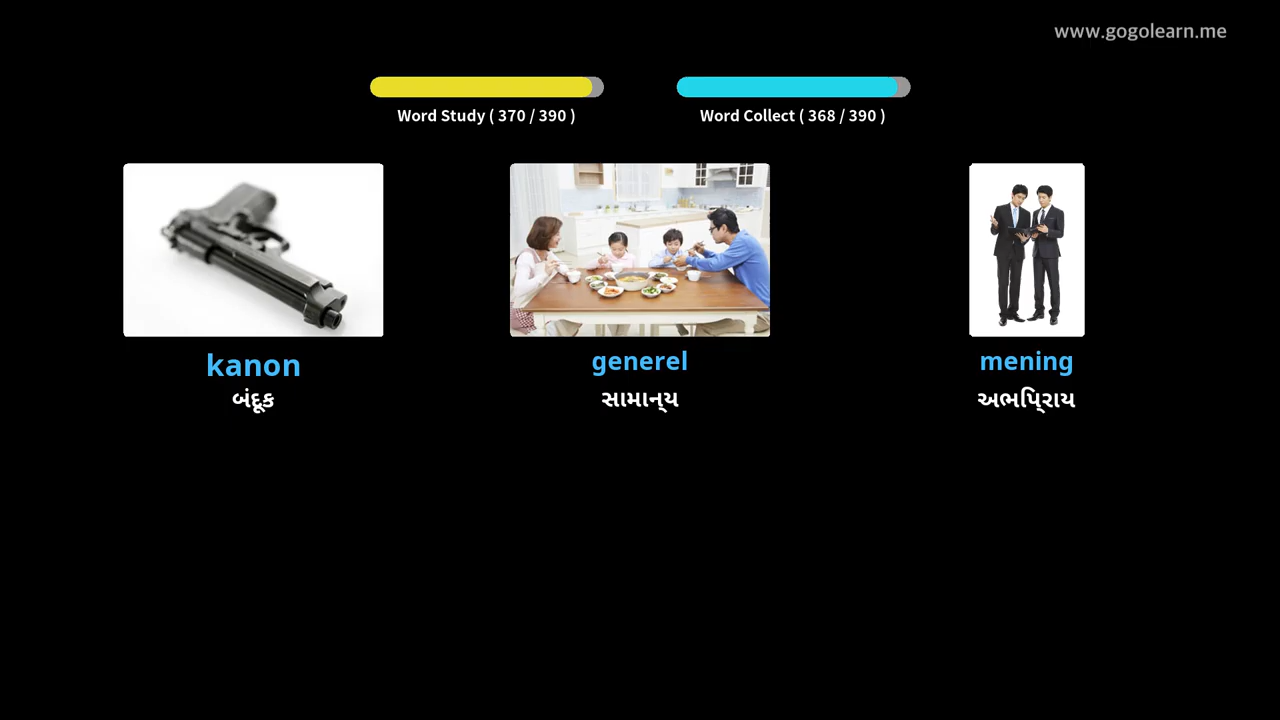 www.gogolearn.me
Word Study ( 370 / 390 )
Word Collect ( 368 / 390 )
kanon
generel
mening
બંદૂક
સામાન્ય
અભિપ્રાય